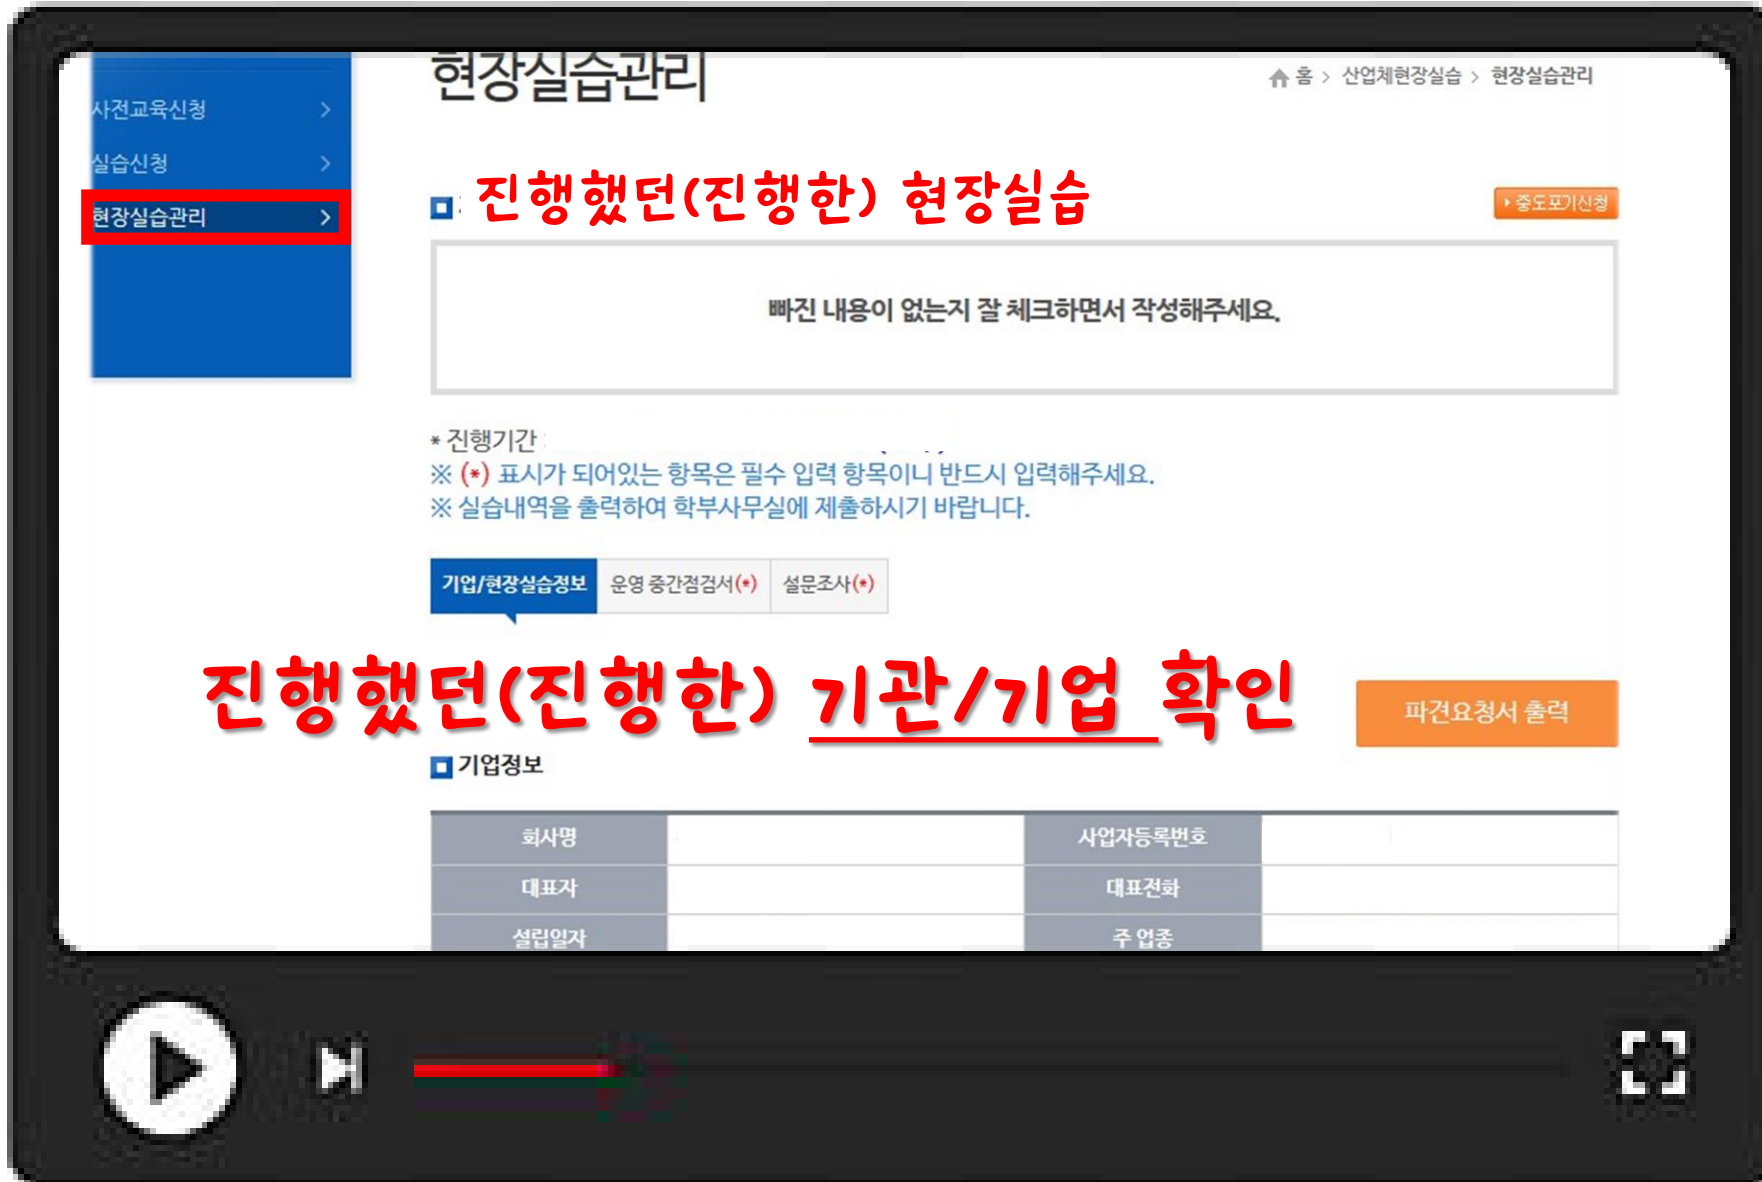 현장실습관리
홈 > 산업체현장실습 > 현장실습관리
사전교육신청
실습신청
현장실습관리
진행했던(진행한) 현장실습
중도포기신청
빠진 내용이 없는지 잘 체크하면서 작성해주세요.
* 진행기간 :
※ (*) 표시가 되어있는 항목은 필수 입력 항목이니 반드시 입력해주세요.
※ 실습내역을 출력하여 학부사무실에 제출하시기 바랍니다.
기업/현장실습정보 운영 중간점검서(*) 설문조사(*)
진행했던(진행한) 기관/기업 확인
파견요청서 출력
기업정보
회사명 사업자등록번호
대표자 대표전화
설립일자 주 업종